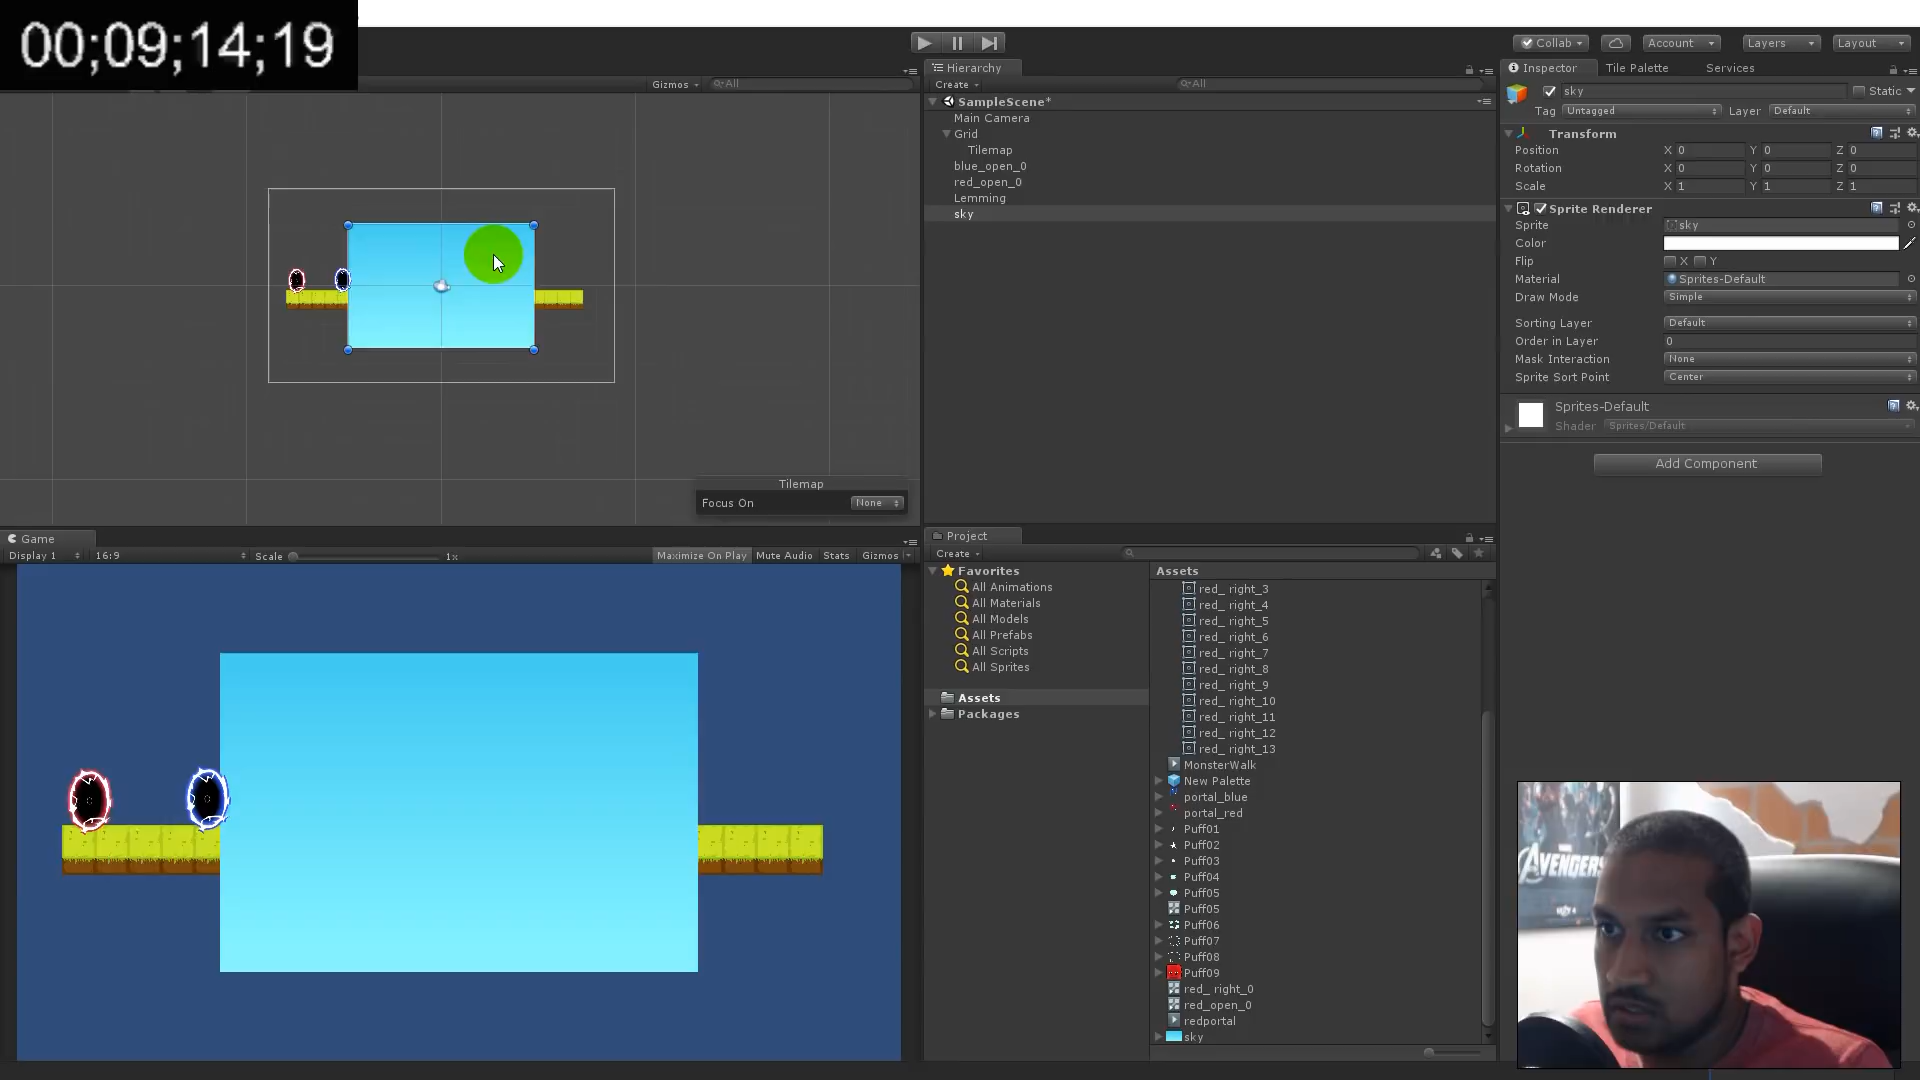 00;09;14;19
Collab
Account
Layers
Layout
Gizmos
All
Tilemap
Focus On None
Hierarchy
Create
All
SampleScene*
Main Camera
Grid
Tilemap
blue_open_0
red_open_0
Lemming
sky
Inspector Tile Palette Services
sky Static
Tag Untagged Layer Default
Transform
Position X 0 Y 0 Z 0
Rotation X 0 Y 0 Z 0
Scale X 1 Y 1 Z 1
Sprite Renderer
Sprite sky
Color
Flip X Y
Material Sprites-Default
Draw Mode Simple
Sorting Layer Default
Order in Layer 0
Mask Interaction None
Sprite Sort Point Center
Sprites-Default
Shader Sprites/Default
Add Component
Game
Display 1 16:9 Scale 1x Maximize On Play Mute Audio Stats Gizmos
Project
Create
Favorites
All Animations
All Materials
All Models
All Prefabs
All Scripts
All Sprites
Assets
Packages
Assets
red_ right_3
red_ right_4
red_ right_5
red_ right_6
red_ right_7
red_ right_8
red_ right_9
red_ right_10
red_ right_11
red_ right_12
red_ right_13
MonsterWalk
New Palette
portal_blue
portal_red
Puff01
Puff02
Puff03
Puff04
Puff05
Puff05
Puff06
Puff07
Puff08
Puff09
red_ right_0
red_open_0
redportal
sky
AVENGERS